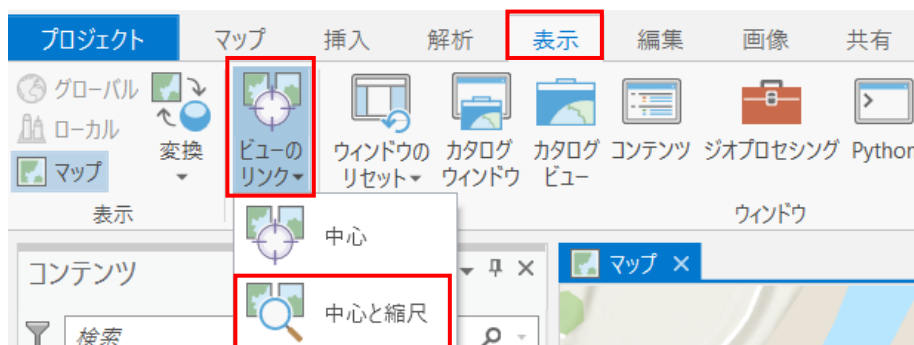 プロジェクト マップ 挿入 解析 表示 編集 画像 共有
グローバル
ローカル
マップ
変換
ビューの
リンク
ウィンドウの
リセット
カタログ
ウィンドウ
カタログ
ビュー
コンテンツ
ジオプロセシング
Python
表示
ウィンドウ
中心
中心と縮尺
コンテンツ
検索
マップ